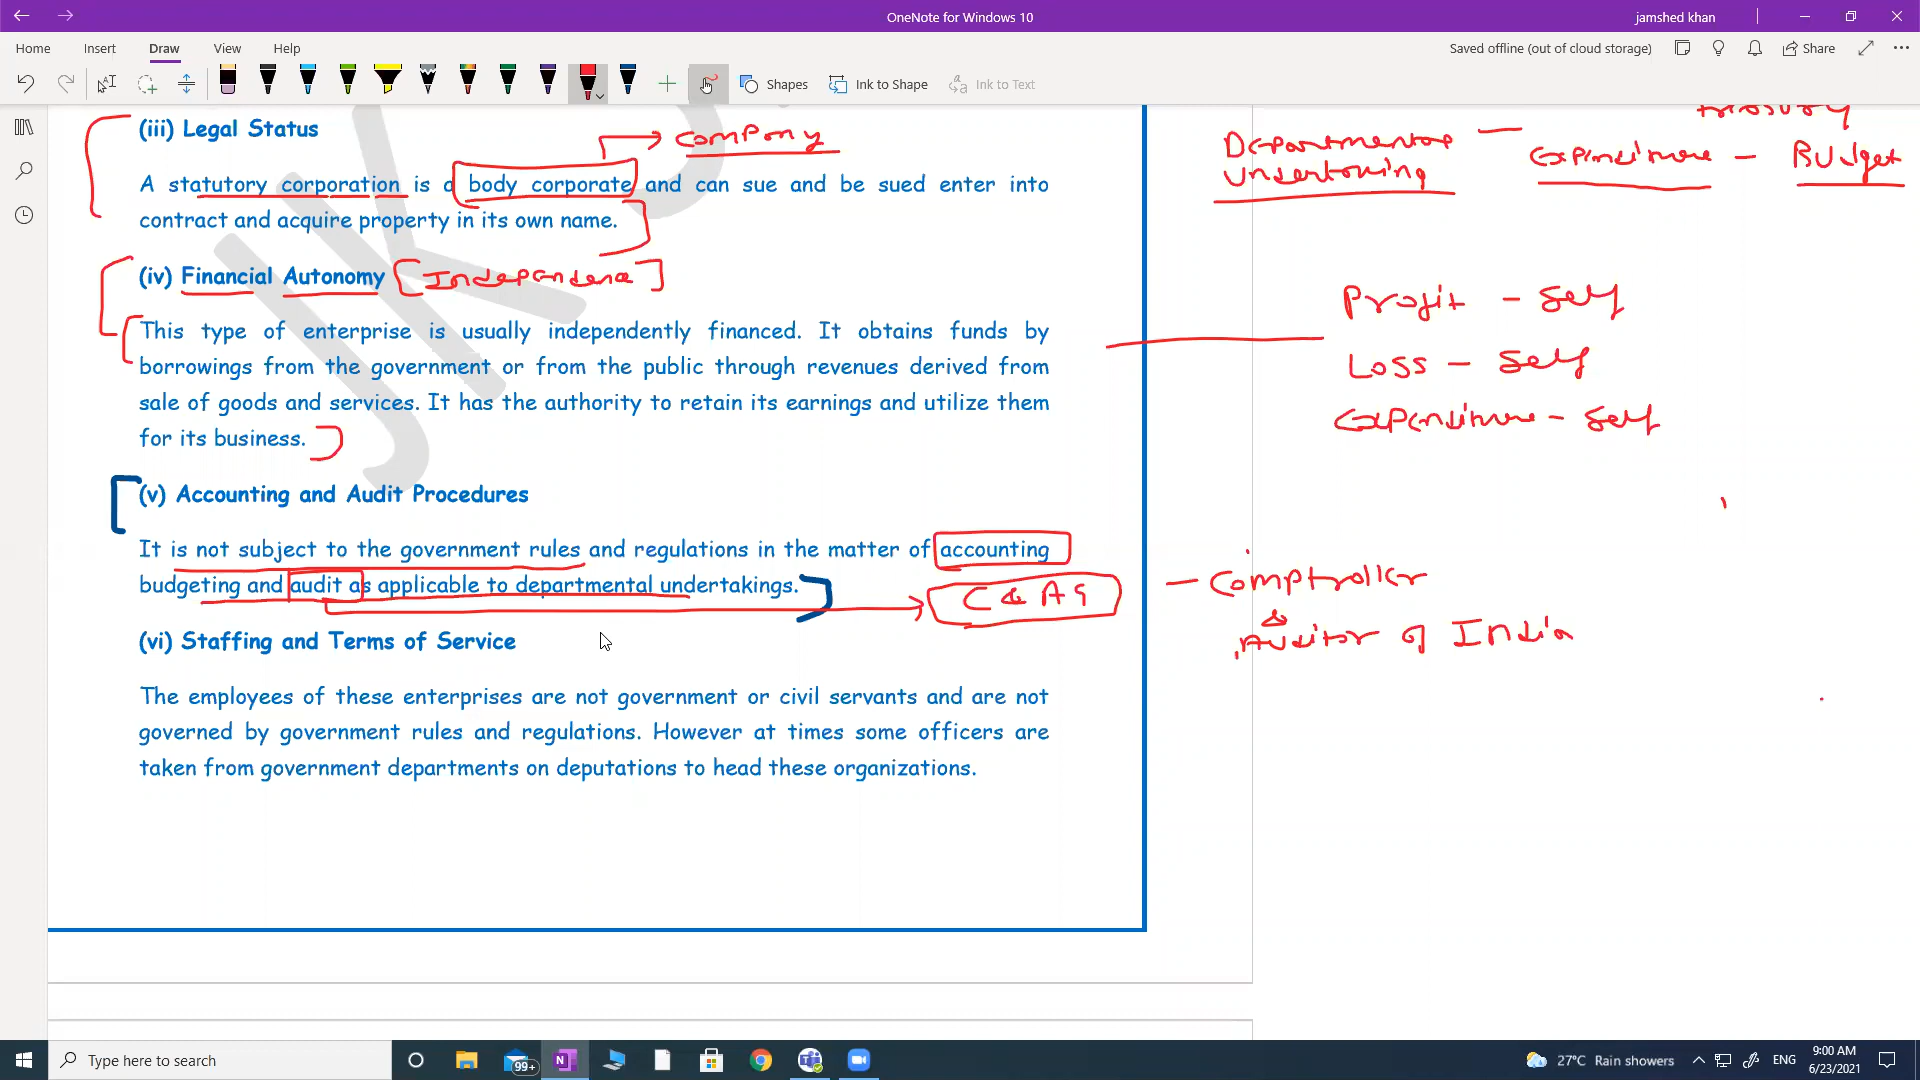 OneNote for Windows 10
jamshed khan
Home Insert Draw View Help
Saved offline (out of cloud storage)
Share
Shapes
Ink to Shape
Ink to Text
(iii) Legal Status
company
A statutory corporation is a body corporate and can sue and be sued enter into
contract and acquire property in its own name.
(iv) Financial Autonomy [Independence]
This type of enterprise is usually independently financed. It obtains funds by
borrowings from the government or from the public through revenues derived from
sale of goods and services. It has the authority to retain its earnings and utilize them
for its business.
(v) Accounting and Audit Procedures
It is not subject to the government rules and regulations in the matter of accounting
budgeting and audit as applicable to departmental undertakings.
C & AG
(vi) Staffing and Terms of Service
The employees of these enterprises are not government or civil servants and are not
governed by government rules and regulations. However at times some officers are
taken from government departments on deputations to head these organizations.
Departmental
Undertaking
— Expenditure — Budget
Profit - Self
Loss - Self
Expenditure - Self
- Comptroller
&
Auditor of India
JK
Type here to search
99+
27°C Rain showers
ENG
9:00 AM
6/23/2021